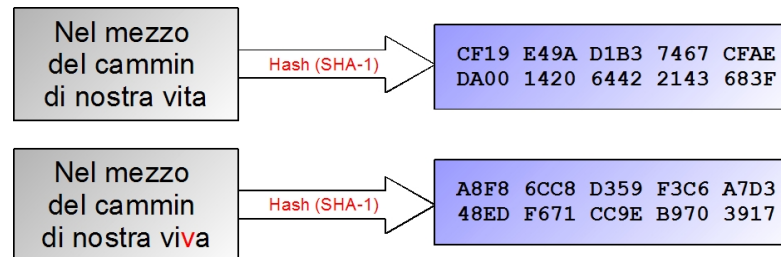 Nel mezzo
del cammin
di nostra vita
Hash (SHA-1)
CF19 E49A D1B3 7467 CFAE
DA00 1420 6442 2143 683F
Nel mezzo
del cammin
di nostra viva
Hash (SHA-1)
A8F8 6CC8 D359 F3C6 A7D3
48ED F671 CC9E B970 3917